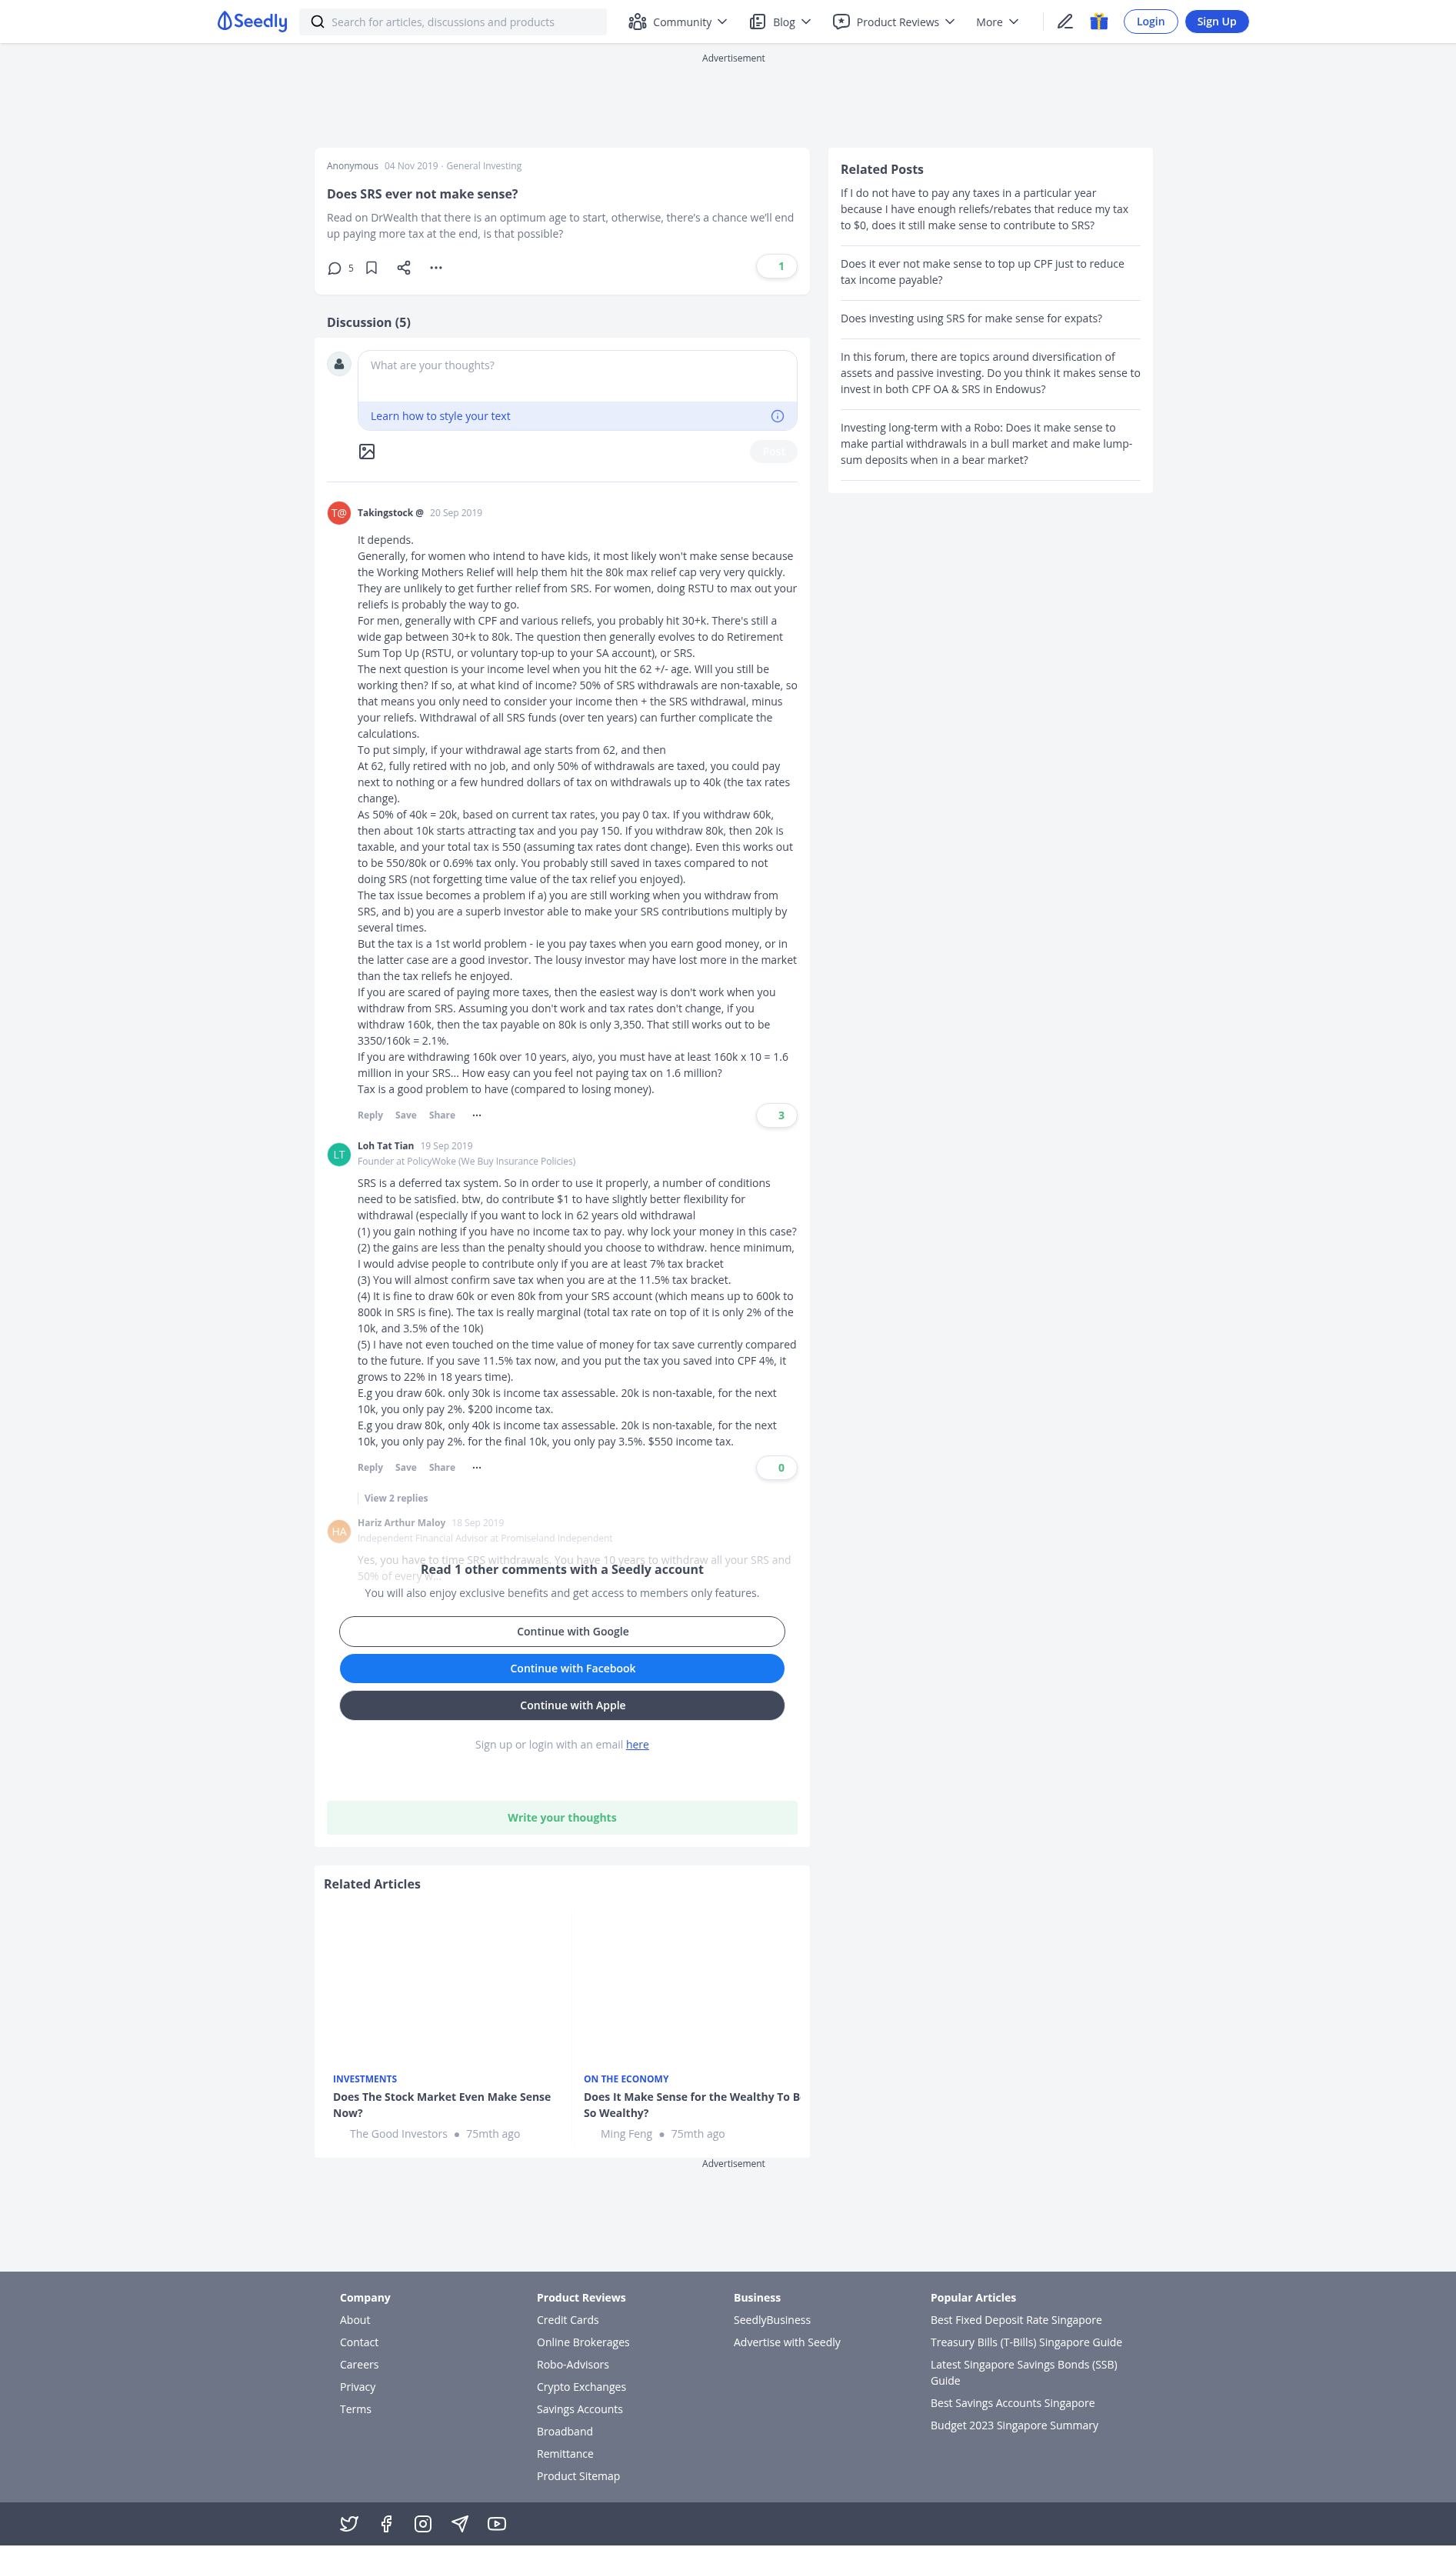 Seedly
Search for articles, discussions and products
Community
Blog
Product Reviews
More
Login
Sign Up
Advertisement
Anonymous 04 Nov 2019 · General Investing
Does SRS ever not make sense?
Read on DrWealth that there is an optimum age to start, otherwise, there's a chance we'll end
up paying more tax at the end, is that possible?
5
1
Discussion (5)
What are your thoughts?
Learn how to style your text
Post
T@
Takingstock @ 20 Sep 2019
It depends.
Generally, for women who intend to have kids, it most likely won't make sense because
the Working Mothers Relief will help them hit the 80k max relief cap very very quickly.
They are unlikely to get further relief from SRS. For women, doing RSTU to max out your
reliefs is probably the way to go.
For men, generally with CPF and various reliefs, you probably hit 30+k. There's still a
wide gap between 30+k to 80k. The question then generally evolves to do Retirement
Sum Top Up (RSTU, or voluntary top-up to your SA account), or SRS.
The next question is your income level when you hit the 62 +/- age. Will you still be
working then? If so, at what kind of income? 50% of SRS withdrawals are non-taxable, so
that means you only need to consider your income then + the SRS withdrawal, minus
your reliefs. Withdrawal of all SRS funds (over ten years) can further complicate the
calculations.
To put simply, if your withdrawal age starts from 62, and then
At 62, fully retired with no job, and only 50% of withdrawals are taxed, you could pay
next to nothing or a few hundred dollars of tax on withdrawals up to 40k (the tax rates
change).
As 50% of 40k = 20k, based on current tax rates, you pay 0 tax. If you withdraw 60k,
then about 10k starts attracting tax and you pay 150. If you withdraw 80k, then 20k is
taxable, and your total tax is 550 (assuming tax rates dont change). Even this works out
to be 550/80k or 0.69% tax only. You probably still saved in taxes compared to not
doing SRS (not forgetting time value of the tax relief you enjoyed).
The tax issue becomes a problem if a) you are still working when you withdraw from
SRS, and b) you are a superb investor able to make your SRS contributions multiply by
several times.
But the tax is a 1st world problem - ie you pay taxes when you earn good money, or in
the latter case are a good investor. The lousy investor may have lost more in the market
than the tax reliefs he enjoyed.
If you are scared of paying more taxes, then the easiest way is don't work when you
withdraw from SRS. Assuming you don't work and tax rates don't change, if you
withdraw 160k, then the tax payable on 80k is only 3,350. That still works out to be
3350/160k = 2.1%.
If you are withdrawing 160k over 10 years, aiyo, you must have at least 160k x 10 = 1.6
million in your SRS... How easy can you feel not paying tax on 1.6 million?
Tax is a good problem to have (compared to losing money).
Reply Save Share
3
LT
Loh Tat Tian 19 Sep 2019
Founder at PolicyWoke (We Buy Insurance Policies)
SRS is a deferred tax system. So in order to use it properly, a number of conditions
need to be satisfied. btw, do contribute $1 to have slightly better flexibility for
withdrawal (especially if you want to lock in 62 years old withdrawal
(1) you gain nothing if you have no income tax to pay. why lock your money in this case?
(2) the gains are less than the penalty should you choose to withdraw. hence minimum,
I would advise people to contribute only if you are at least 7% tax bracket
(3) You will almost confirm save tax when you are at the 11.5% tax bracket.
(4) It is fine to draw 60k or even 80k from your SRS account (which means up to 600k to
800k in SRS is fine). The tax is really marginal (total tax rate on top of it is only 2% of the
10k, and 3.5% of the 10k)
(5) I have not even touched on the time value of money for tax save currently compared
to the future. If you save 11.5% tax now, and you put the tax you saved into CPF 4%, it
grows to 22% in 18 years time).
E.g you draw 60k. only 30k is income tax assessable. 20k is non-taxable, for the next
10k, you only pay 2%. $200 income tax.
E.g you draw 80k, only 40k is income tax assessable. 20k is non-taxable, for the next
10k, you only pay 2%. for the final 10k, you only pay 3.5%. $550 income tax.
Reply Save Share
0
View 2 replies
HA
Hariz Arthur Maloy 18 Sep 2019
Independent Financial Advisor at Promiseland Independent
Yes, you have to time SRS withdrawals. You have 10 years to withdraw all your SRS and
50% of every w...
Read 1 other comments with a Seedly account
You will also enjoy exclusive benefits and get access to members only features.
Continue with Google
Continue with Facebook
Continue with Apple
Sign up or login with an email here
Write your thoughts
Related Articles
INVESTMENTS
Does The Stock Market Even Make Sense
Now?
The Good Investors ● 75mth ago
ON THE ECONOMY
Does It Make Sense for the Wealthy To B
So Wealthy?
Ming Feng ● 75mth ago
Related Posts
If I do not have to pay any taxes in a particular year
because I have enough reliefs/rebates that reduce my tax
to $0, does it still make sense to contribute to SRS?
Does it ever not make sense to top up CPF just to reduce
tax income payable?
Does investing using SRS for make sense for expats?
In this forum, there are topics around diversification of
assets and passive investing. Do you think it makes sense to
invest in both CPF OA & SRS in Endowus?
Investing long-term with a Robo: Does it make sense to
make partial withdrawals in a bull market and make lump-
sum deposits when in a bear market?
Advertisement
Company
About
Contact
Careers
Privacy
Terms
Product Reviews
Credit Cards
Online Brokerages
Robo-Advisors
Crypto Exchanges
Savings Accounts
Broadband
Remittance
Product Sitemap
Business
SeedlyBusiness
Advertise with Seedly
Popular Articles
Best Fixed Deposit Rate Singapore
Treasury Bills (T-Bills) Singapore Guide
Latest Singapore Savings Bonds (SSB)
Guide
Best Savings Accounts Singapore
Budget 2023 Singapore Summary